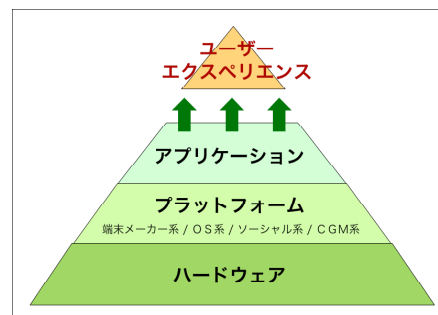 ユーザー
エクスペリエンス
アプリケーション
プラットフォーム
端末メーカー系 / ＯＳ系 / ソーシャル系 / ＣＧＭ系
ハードウェア